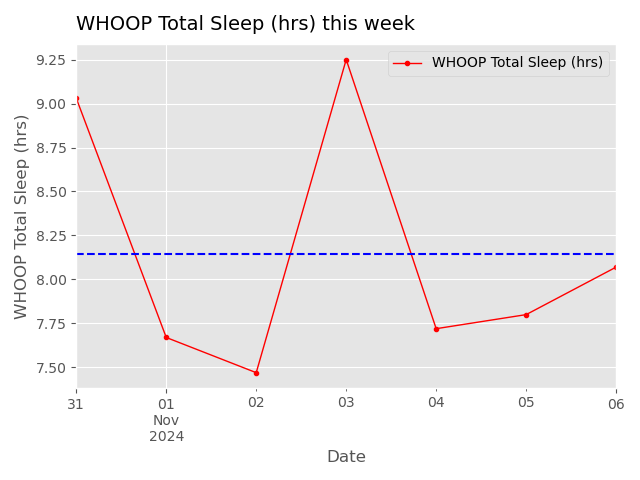 WHOOP Total Sleep (hrs) this week
WHOOP Total Sleep (hrs)
WHOOP Total Sleep (hrs)
9.25
9.00
8.75
8.50
8.25
8.00
7.75
7.50
31 01 02 03 04 05 06
Nov
2024
Date